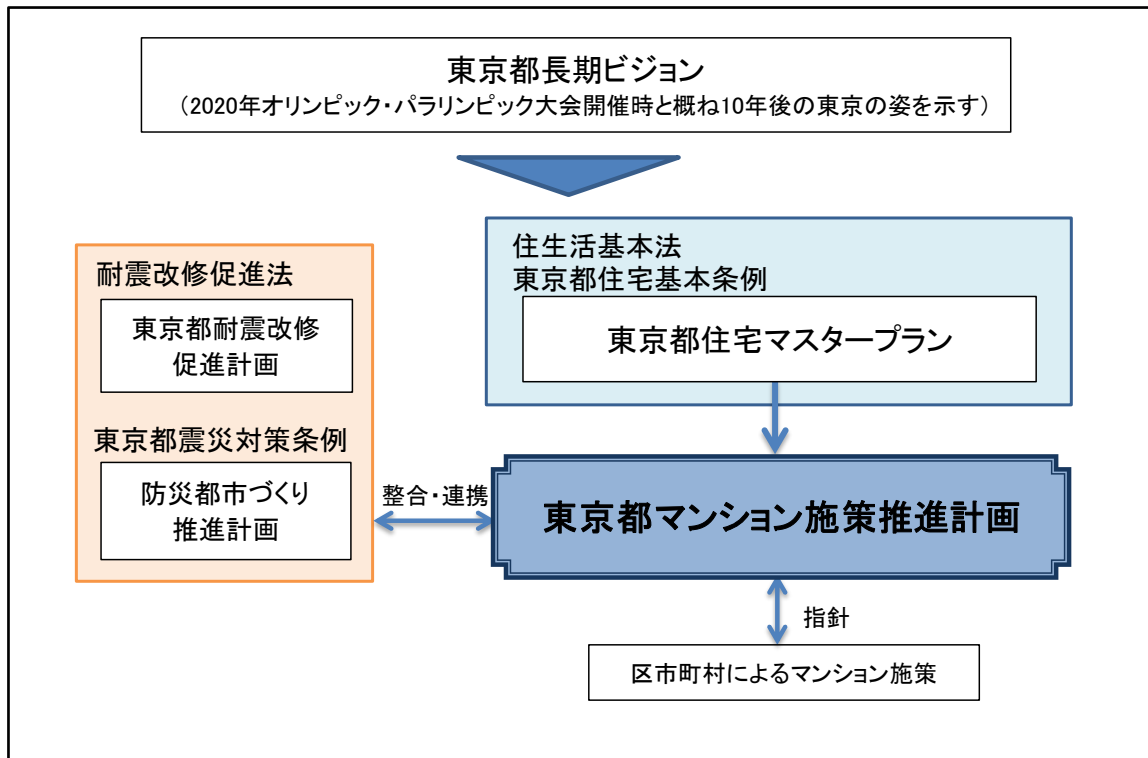 東京都長期ビジョン
（2020年オリンピック・パラリンピック大会開催時と概ね10年後の東京の姿を示す）
住生活基本法
東京都住宅基本条例
東京都住宅マスタープラン
耐震改修促進法
東京都耐震改修
促進計画
東京都震災対策条例
防災都市づくり
推進計画
整合・連携
東京都マンション施策推進計画
指針
区市町村によるマンション施策